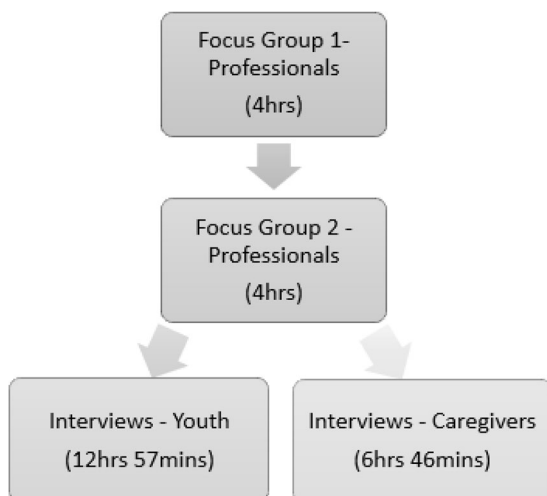 Focus Group 1-
Professionals
(4hrs)
Focus Group 2 -
Professionals
(4hrs)
Interviews - Youth
(12hrs 57mins)
Interviews - Caregivers
(6hrs 46mins)